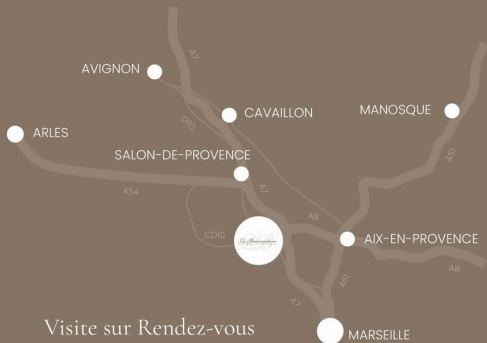 A7
AVIGNON
D113
CAVAILLON
MANOSQUE
ARLES
SALON-DE-PROVENCE
A51
A54
A7
A8
CD10
AIX-EN-PROVENCE
A8
A51
A7
Visite sur Rendez-vous
MARSEILLE